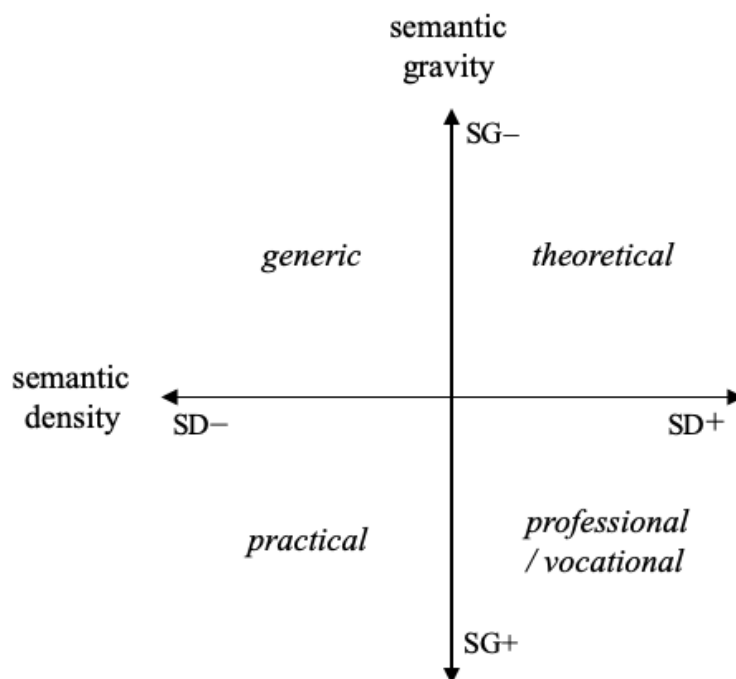 semantic
gravity
SG−
generic
theoretical
semantic
density
SD−
SD+
practical
professional
/ vocational
SG+